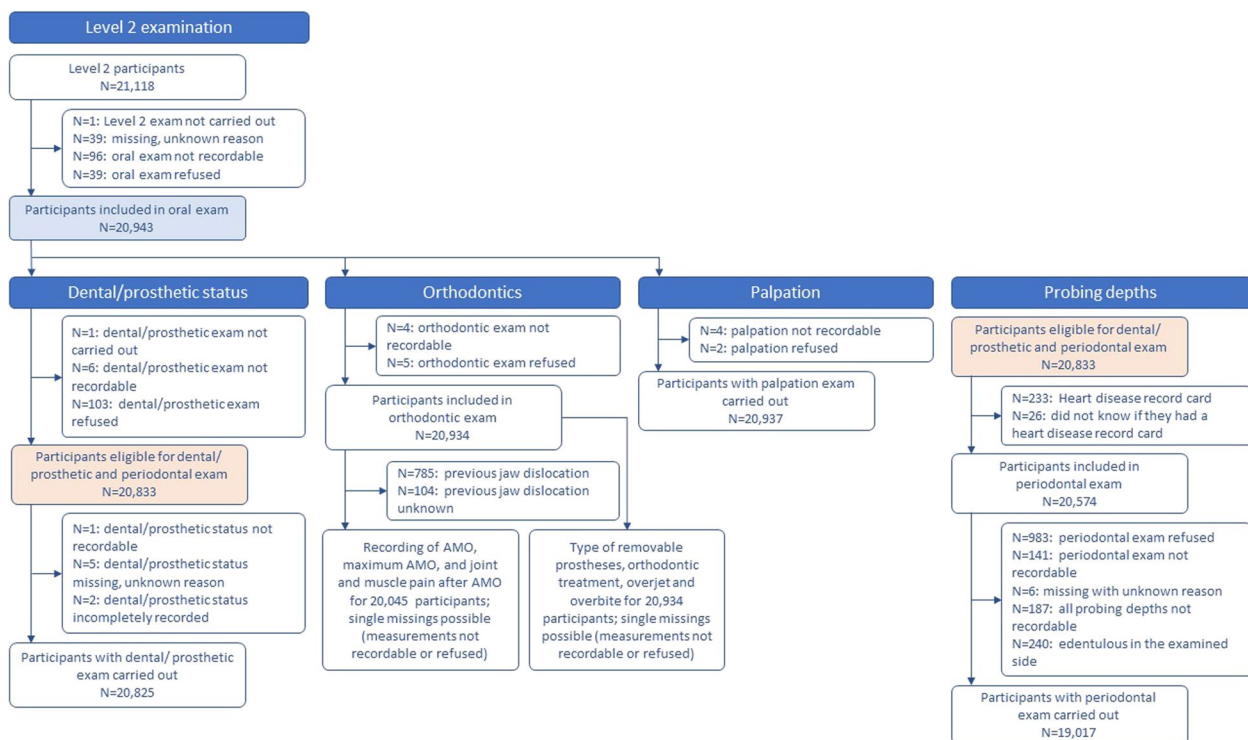 Level 2 examination
Level 2 participants
N=21,118
N=1: Level 2 exam not carried out
N=39: missing, unknown reason
N=96: oral exam not recordable
N=39: oral exam refused
Participants included in oral exam
N=20,943
Dental/prosthetic status
N=1: dental/prosthetic exam not
carried out
N=6: dental/prosthetic exam not
recordable
N=103: dental/prosthetic exam
refused
Participants eligible for dental/
prosthetic and periodontal exam
N=20,833
N=1: dental/prosthetic status not
recordable
N=5: dental/prosthetic status
missing, unknown reason
N=2: dental/prosthetic status
incompletely recorded
Participants with dental/ prosthetic
exam carried out
N=20,825
Orthodontics
N=4: orthodontic exam not
recordable
N=5: orthodontic exam refused
Participants included in
orthodontic exam
N=20,934
N=785: previous jaw dislocation
N=104: previous jaw dislocation
unknown
Recording of AMO,
maximum AMO, and joint
and muscle pain after AMO
for 20,045 participants;
single missings possible
(measurements not
recordable or refused)
Type of removable
prostheses, orthodontic
treatment, overjet and
overbite for 20,934
participants; single missings
possible (measurements not
recordable or refused)
Palpation
N=4: palpation not recordable
N=2: palpation refused
Participants with palpation exam
carried out
N=20,937
Probing depths
Participants eligible for dental/
prosthetic and periodontal exam
N=20,833
N=233: Heart disease record card
N=26: did not know if they had a
heart disease record card
Participants included in
periodontal exam
N=20,574
N=983: periodontal exam refused
N=141: periodontal exam not
recordable
N=6: missing with unknown reason
N=187: all probing depths not
recordable
N=240: edentulous in the examined
side
Participants with periodontal
exam carried out
N=19,017